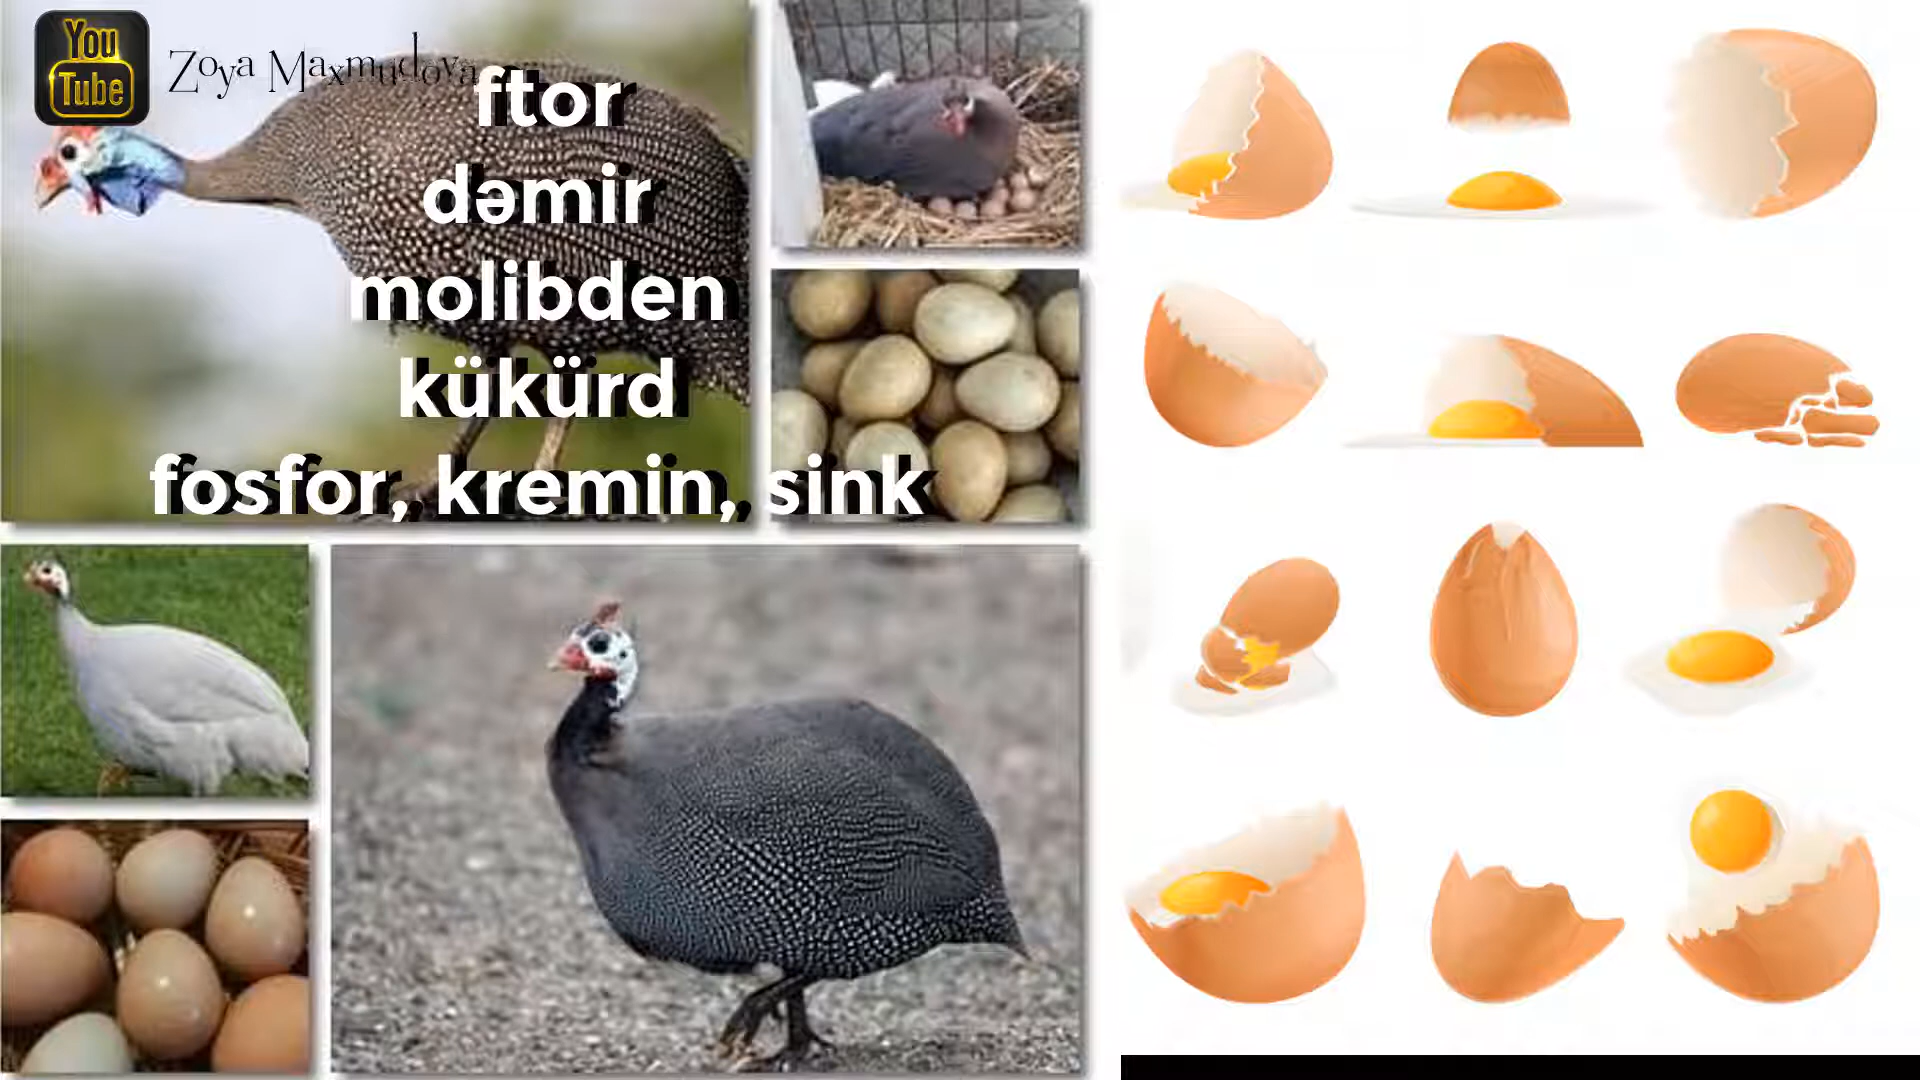 You
Tube
Zoya Maxmudova
ftor
dəmir
molibden
kükürd
fosfor, kremin, sink